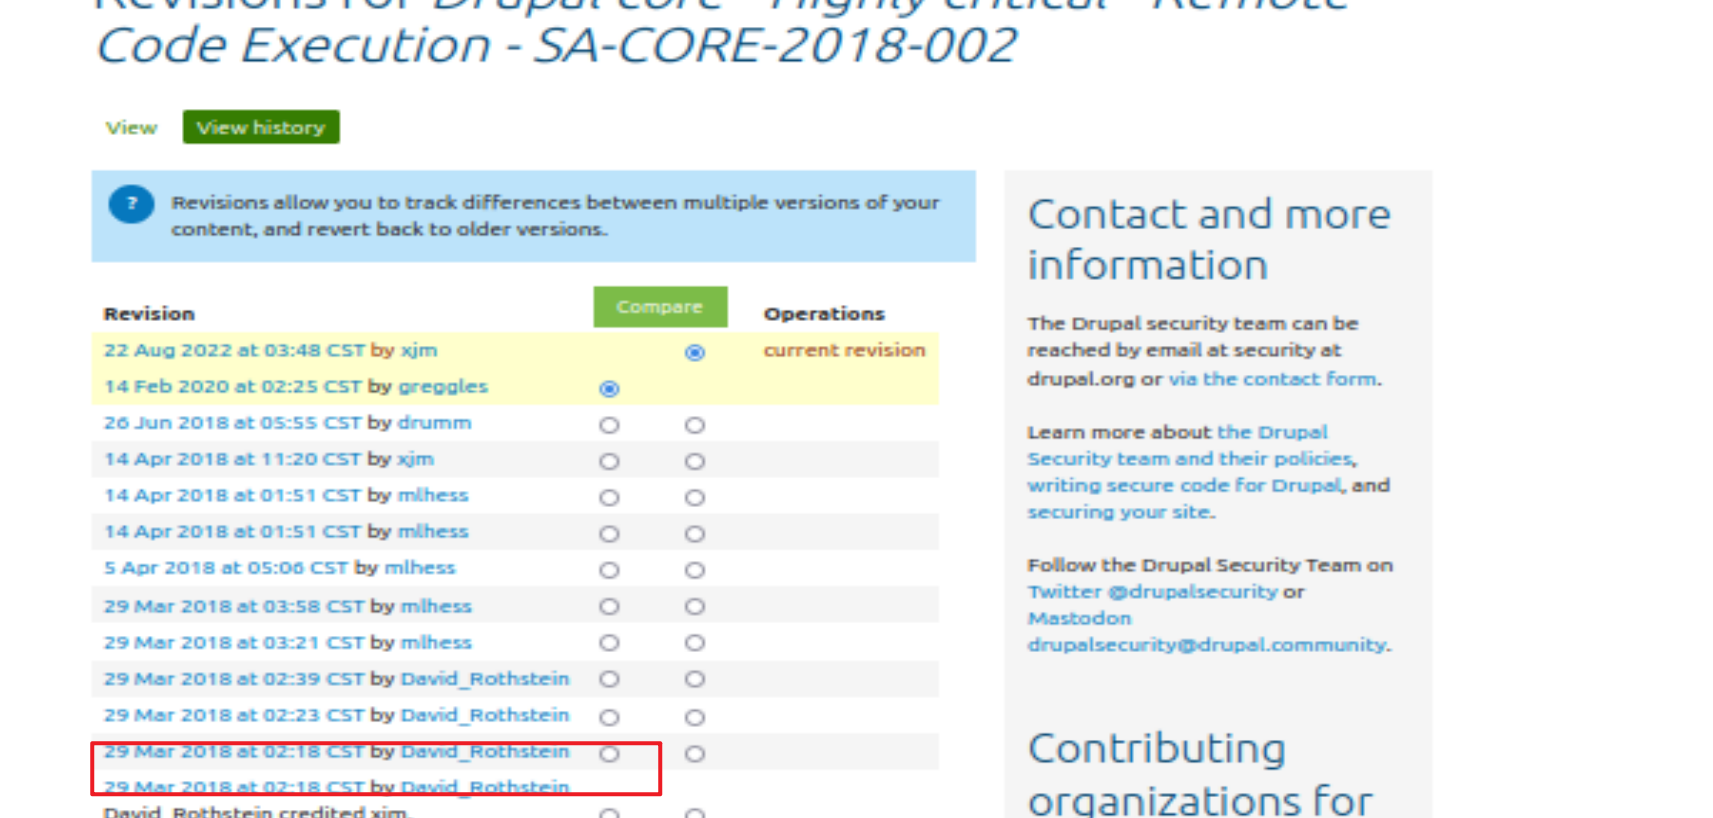 Revisions for Drupal core - Highly critical - Remote
Code Execution - SA-CORE-2018-002
View
View history
?
Revisions allow you to track differences between multiple versions of your
content, and revert back to older versions.
Revision
Compare
Operations
22 Aug 2022 at 03:48 CST by xjm
current revision
14 Feb 2020 at 02:25 CST by greggles
26 Jun 2018 at 05:55 CST by drumm
14 Apr 2018 at 11:20 CST by xjm
14 Apr 2018 at 01:51 CST by mlhess
14 Apr 2018 at 01:51 CST by mlhess
5 Apr 2018 at 05:06 CST by mlhess
29 Mar 2018 at 03:58 CST by mlhess
29 Mar 2018 at 03:21 CST by mlhess
29 Mar 2018 at 02:39 CST by David_Rothstein
29 Mar 2018 at 02:23 CST by David_Rothstein
29 Mar 2018 at 02:18 CST by David_Rothstein
29 Mar 2018 at 02:18 CST by David_Rothstein
David_Rothstein credited xjm.
Contact and more
information
The Drupal security team can be
reached by email at security at
drupal.org or via the contact form.
Learn more about the Drupal
Security team and their policies,
writing secure code for Drupal, and
securing your site.
Follow the Drupal Security Team on
Twitter @drupalsecurity or
Mastodon
drupalsecurity@drupal.community.
Contributing
organizations for